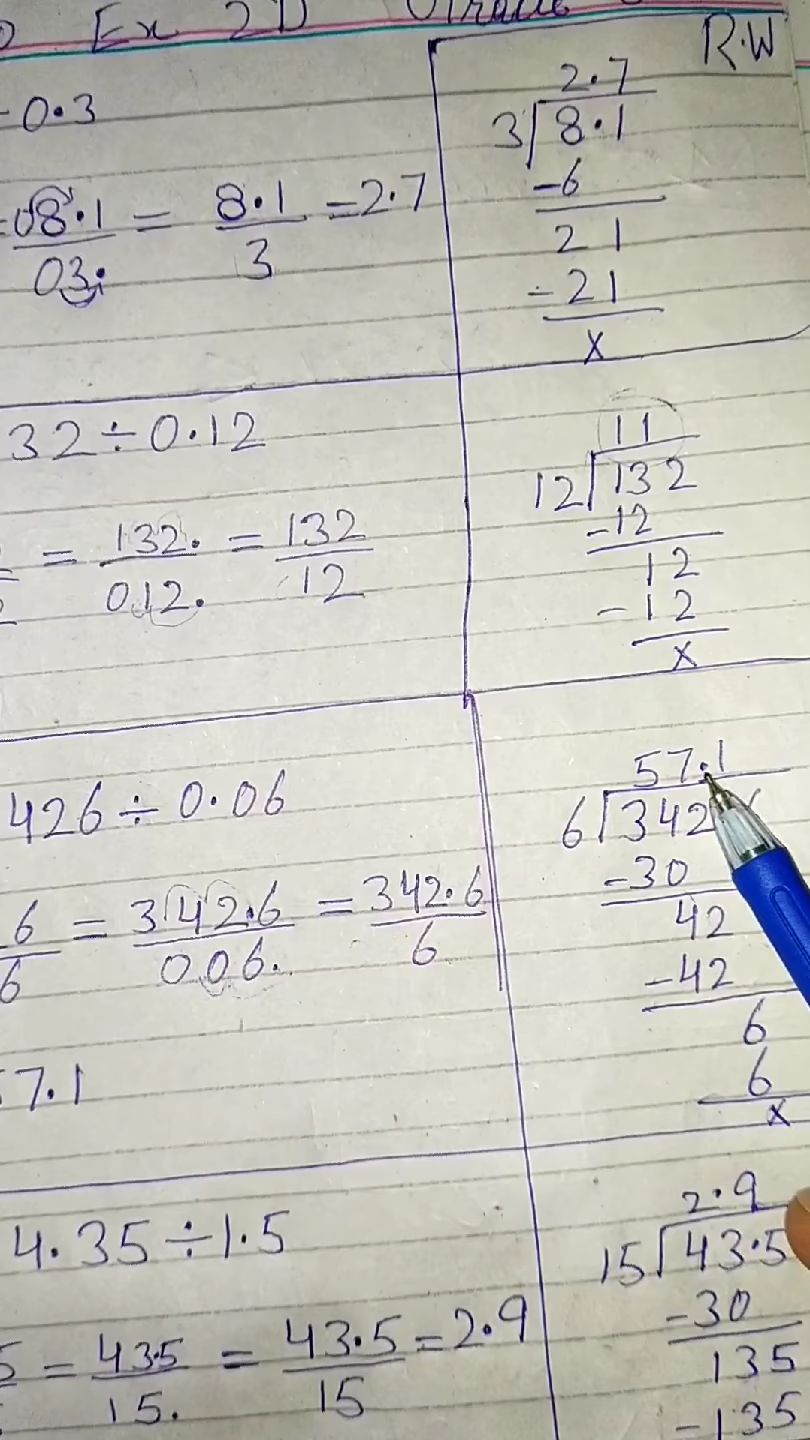 Ex 2D
R.W
-0.3
= 08.1/03. = 8.1/3 = 2.7
2.7
3 8.1
-6
21
-21
x
32 ÷ 0.12
= 132./012. = 132/12
11
12 132
-12
12
-12
x
426 ÷ 0.06
6/6 = 342.6/006. = 342.6/6
7.1
57.1
6 342
-30
42
-42
6
6
x
4.35 ÷ 1.5
= 43.5/15. = 43.5/15 = 2.9
2.9
15 43.5
-30
135
-135